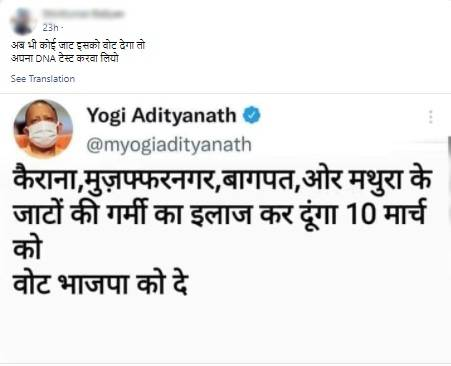 23h ·
अब भी कोई जाट इसको वोट देगा तो
अपना DNA टेस्ट करवा लियो
See Translation
Yogi Adityanath
@myogiadityanath
कैराना,मुज़फ्फरनगर,बागपत,ओर मथुरा के
जाटों की गर्मी का इलाज कर दूंगा 10 मार्च
को
वोट भाजपा को दे